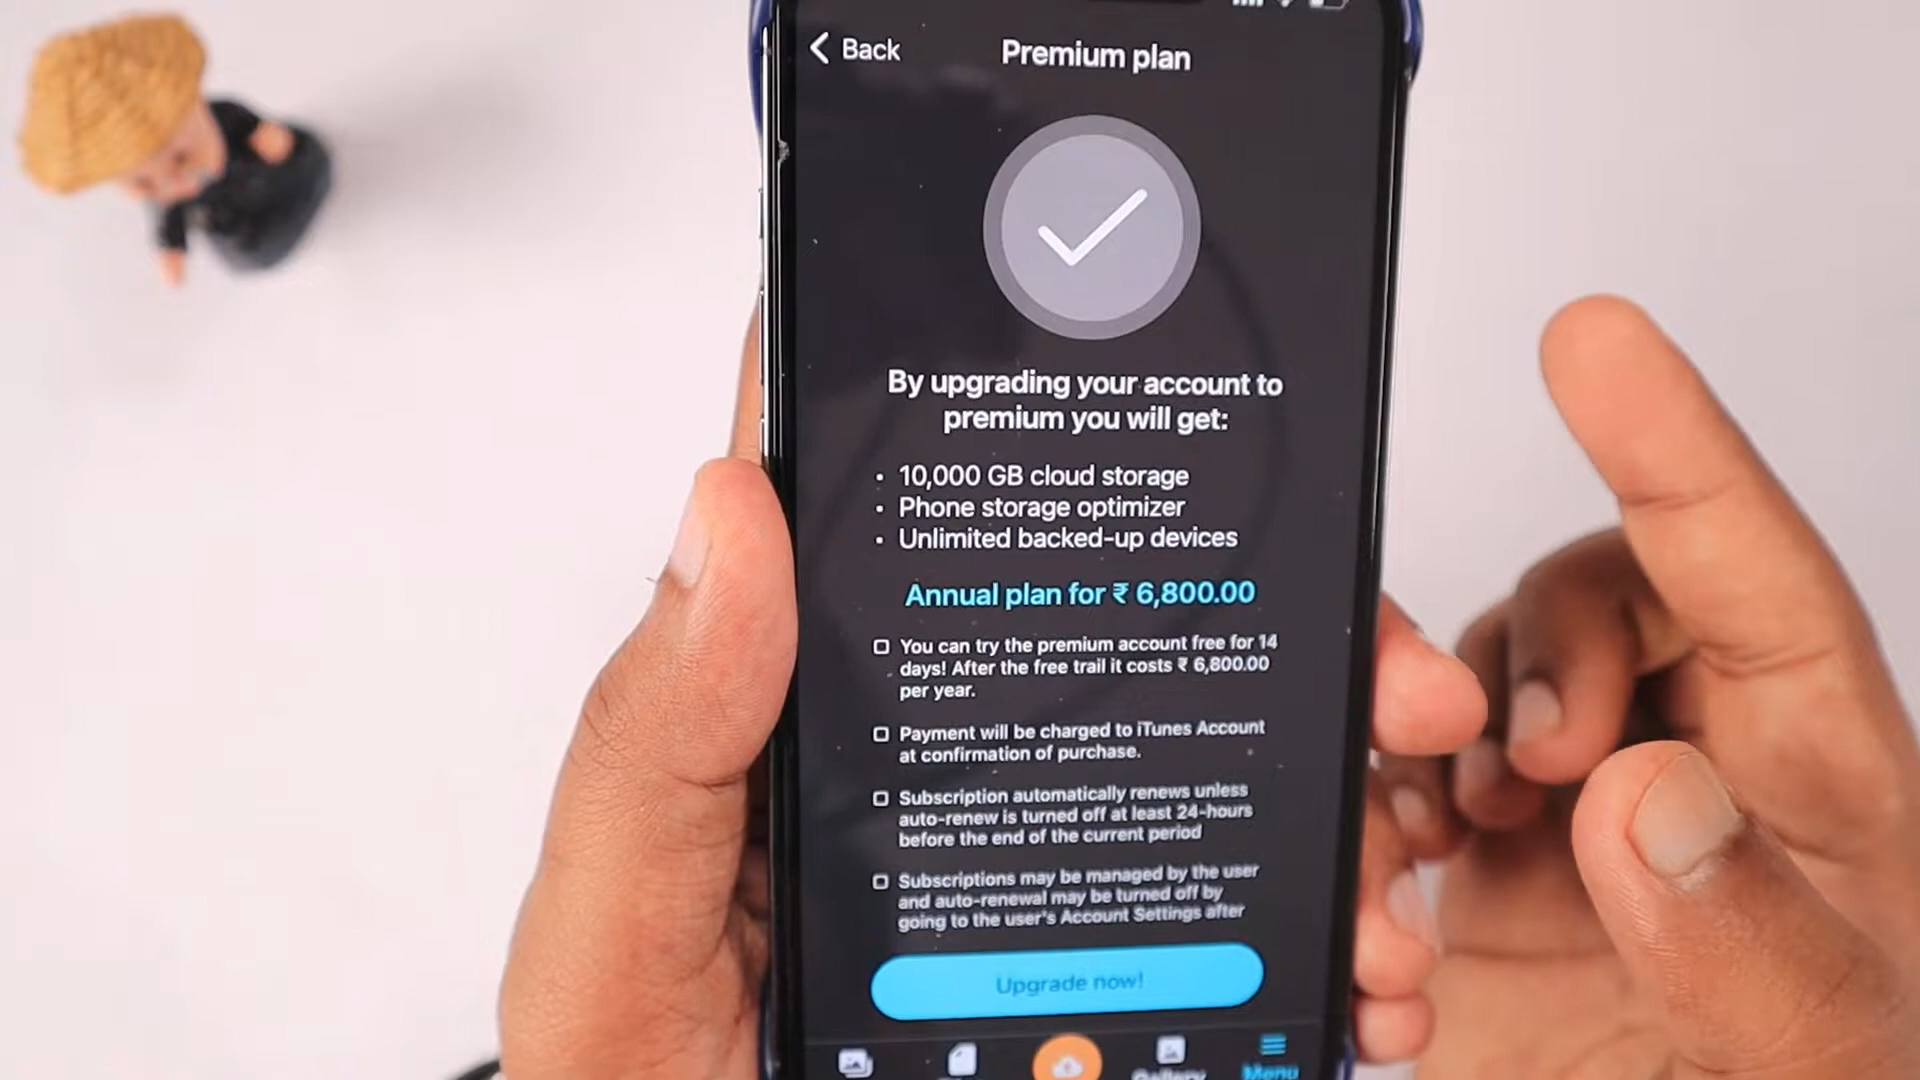 Back
Premium plan
By upgrading your account to
premium you will get:
• 10,000 GB cloud storage
• Phone storage optimizer
• Unlimited backed-up devices
Annual plan for ₹ 6,800.00
You can try the premium account free for 14
days! After the free trail it costs ₹ 6,800.00
per year.
Payment will be charged to iTunes Account
at confirmation of purchase.
Subscription automatically renews unless
auto-renew is turned off at least 24-hours
before the end of the current period
Subscriptions may be managed by the user
and auto-renewal may be turned off by
going to the user's Account Settings after
Upgrade now!
Gallery
Menu